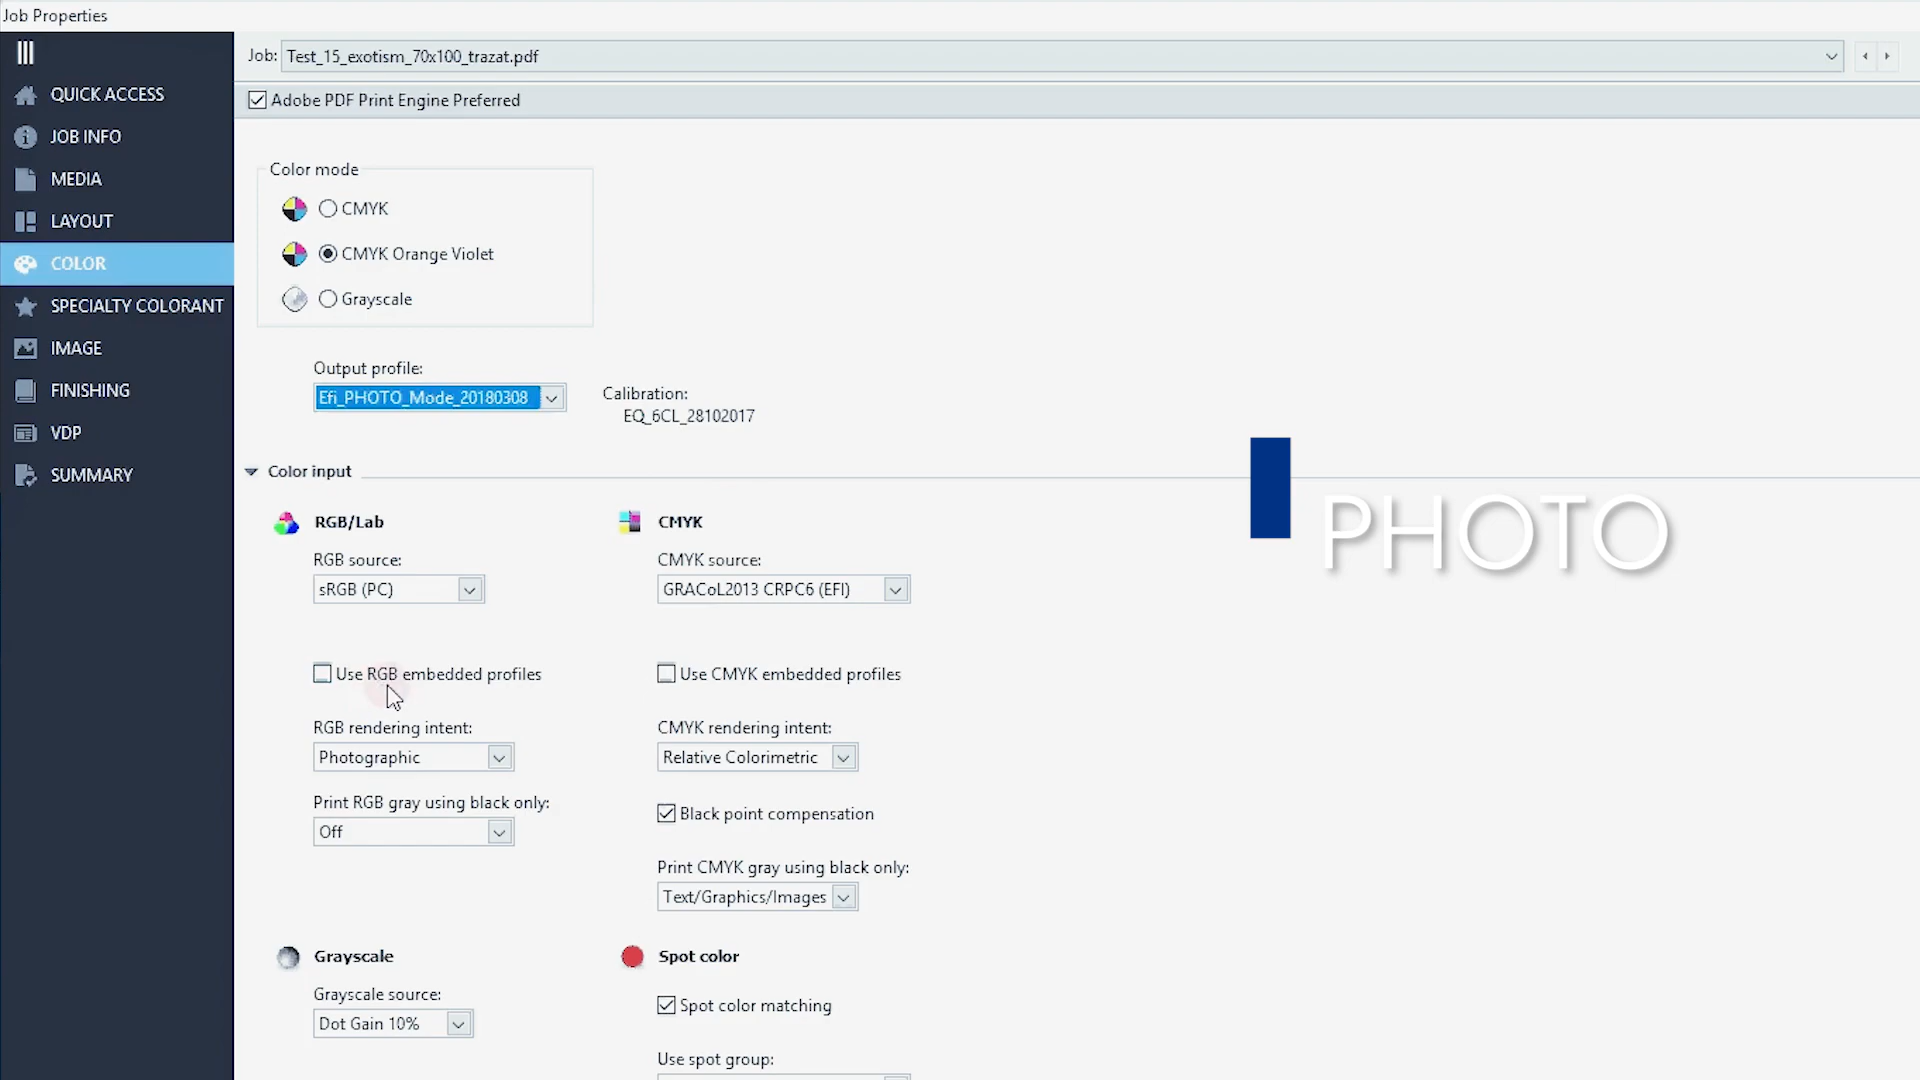 Job Properties
Job: Test_15_exotism_70x100_trazat.pdf
Adobe PDF Print Engine Preferred
QUICK ACCESS
JOB INFO
MEDIA
LAYOUT
COLOR
SPECIALTY COLORANT
IMAGE
FINISHING
VDP
SUMMARY
Color mode
CMYK
CMYK Orange Violet
Grayscale
Output profile:
Efi_PHOTO_Mode_20180308
Calibration:
EQ_6CL_28102017
Color input
RGB/Lab
RGB source:
sRGB (PC)
Use RGB embedded profiles
RGB rendering intent:
Photographic
Print RGB gray using black only:
Off
CMYK
CMYK source:
GRACoL2013 CRPC6 (EFI)
Use CMYK embedded profiles
CMYK rendering intent:
Relative Colorimetric
Black point compensation
Print CMYK gray using black only:
Text/Graphics/Images
Grayscale
Grayscale source:
Dot Gain 10%
Spot color
Spot color matching
Use spot group:
PHOTO